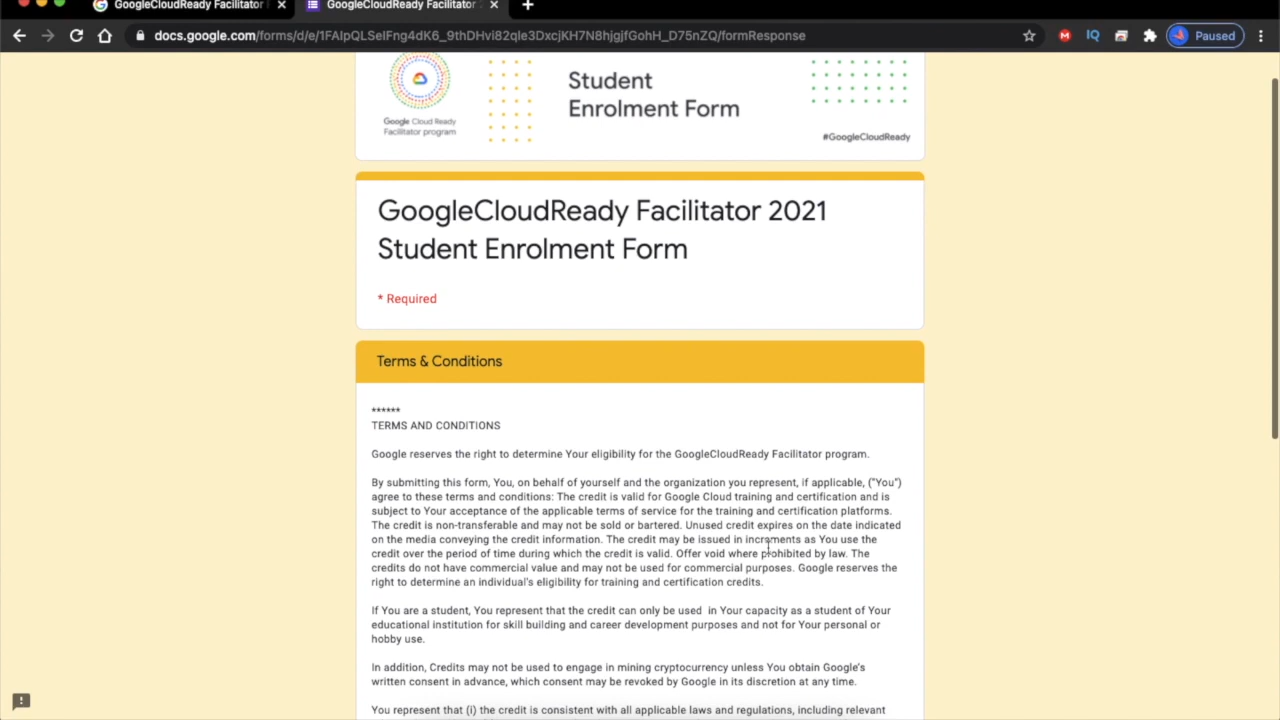 GoogleCloudReady Facilitator
GoogleCloudReady Facilitator
docs.google.com/forms/d/e/1FAIpQLSelFng4dK6_9thDHvi82qle3DxcjKH7N8hjgjfGohH_D75nZQ/formResponse
Paused
Google Cloud Ready
Facilitator program
Student
Enrolment Form
#GoogleCloudReady
GoogleCloudReady Facilitator 2021
Student Enrolment Form
* Required
Terms & Conditions
******
TERMS AND CONDITIONS
Google reserves the right to determine Your eligibility for the GoogleCloudReady Facilitator program.
By submitting this form, You, on behalf of yourself and the organization you represent, if applicable, ("You")
agree to these terms and conditions: The credit is valid for Google Cloud training and certification and is
subject to Your acceptance of the applicable terms of service for the training and certification platforms.
The credit is non-transferable and may not be sold or bartered. Unused credit expires on the date indicated
on the media conveying the credit information. The credit may be issued in increments as You use the
credit over the period of time during which the credit is valid. Offer void where prohibited by law. The
credits do not have commercial value and may not be used for commercial purposes. Google reserves the
right to determine an individual's eligibility for training and certification credits.
If You are a student, You represent that the credit can only be used in Your capacity as a student of Your
educational institution for skill building and career development purposes and not for Your personal or
hobby use.
In addition, Credits may not be used to engage in mining cryptocurrency unless You obtain Google's
written consent in advance, which consent may be revoked by Google in its discretion at any time.
You represent that (i) the credit is consistent with all applicable laws and regulations, including relevant